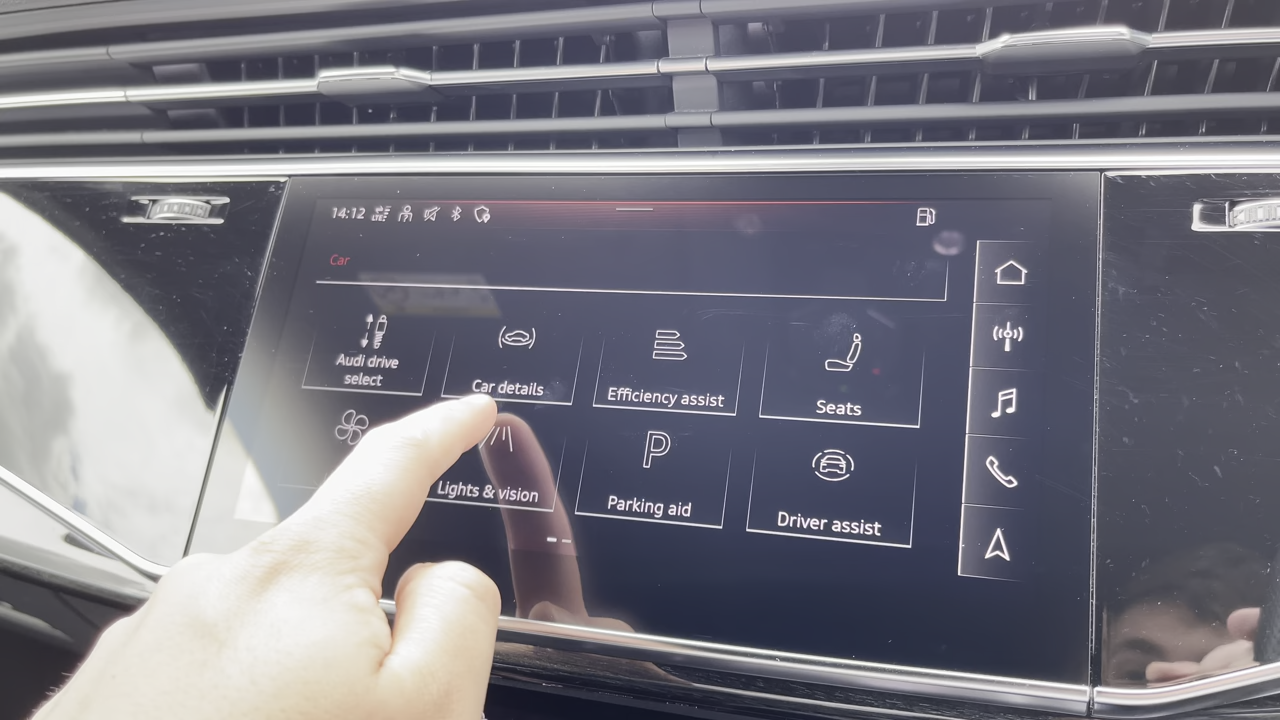 14:12
Car
Audi drive
select
Car details
Efficiency assist
Seats
Lights & vision
P
Parking aid
Driver assist